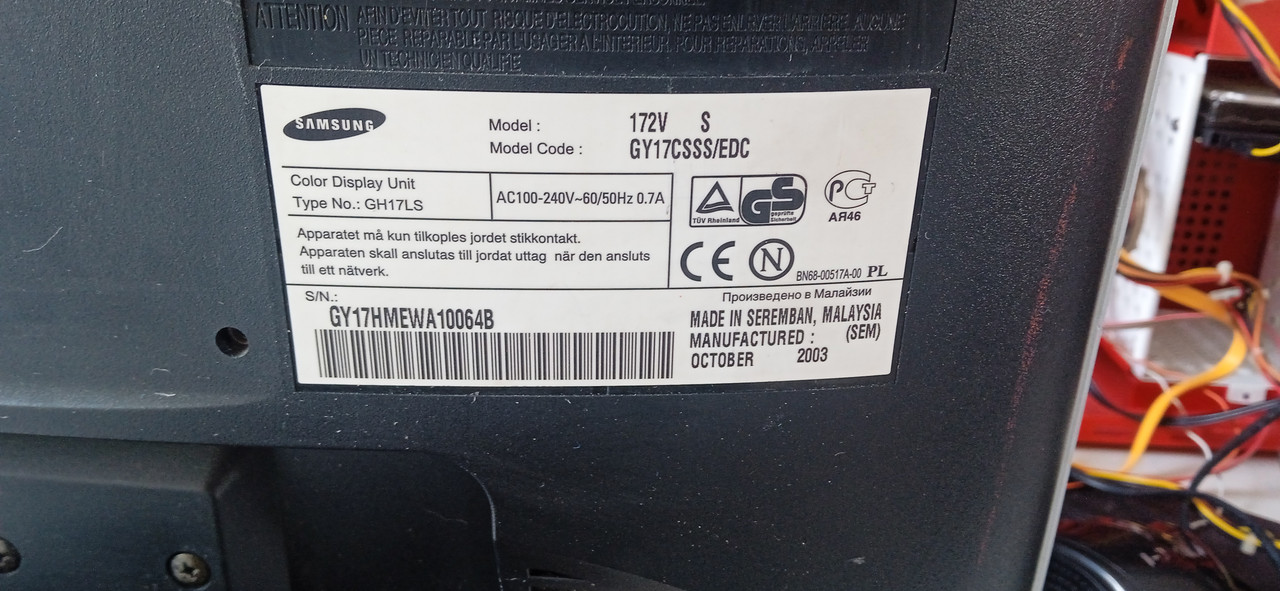 ATTENTION AFIN D'EVITER TOUT RISQUE D'ELECTROCUTION, NE PAS ENLEVER L'ARRIERE. AUCUNE
PIECE REPARABLE PAR L'USAGER A L'INTERIEUR. POUR REPARATIONS, APPELER
UN TECHNICIEN QUALIFIE
SAMSUNG
Model : 172V S
Model Code : GY17CSSS/EDC
Color Display Unit
Type No.: GH17LS
AC100-240V~60/50Hz 0.7A
TÜV Rheinland
GS
geprüfte
Sicherheit
РСТ
АЯ46
Apparatet må kun tilkoples jordet stikkontakt.
Apparaten skall anslutas till jordat uttag när den ansluts
till ett nätverk.
CE N BN68-00517A-00 PL
S/N.:
GY17HMEWA10064B
Произведено в Малайзии
MADE IN SEREMBAN, MALAYSIA
MANUFACTURED : (SEM)
OCTOBER 2003